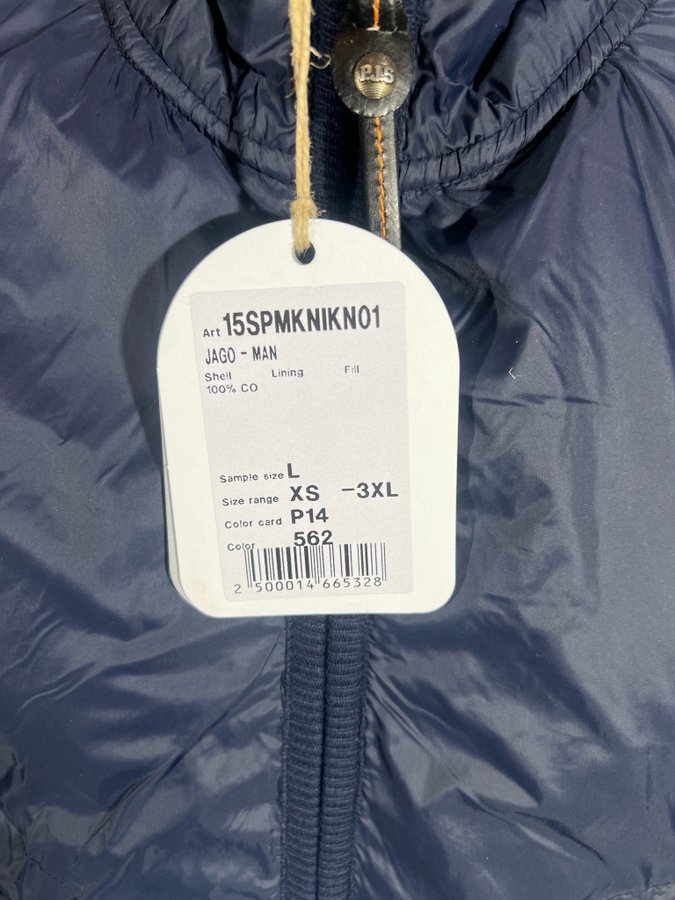 PJS
Art 15SPMKNIKN01
JAGO - MAN
Shell Lining Fill
100% CO
Sample size L
Size range XS -3XL
Color card P14
Color 562
2 500014 665328